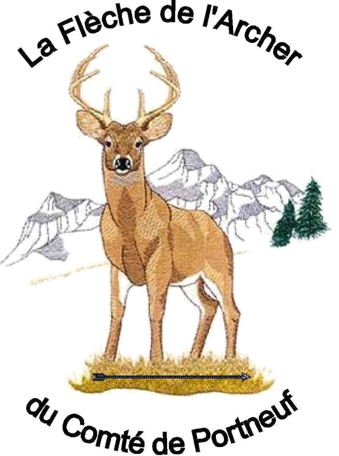 La Flèche de l'Archer
du Comté de Portneuf